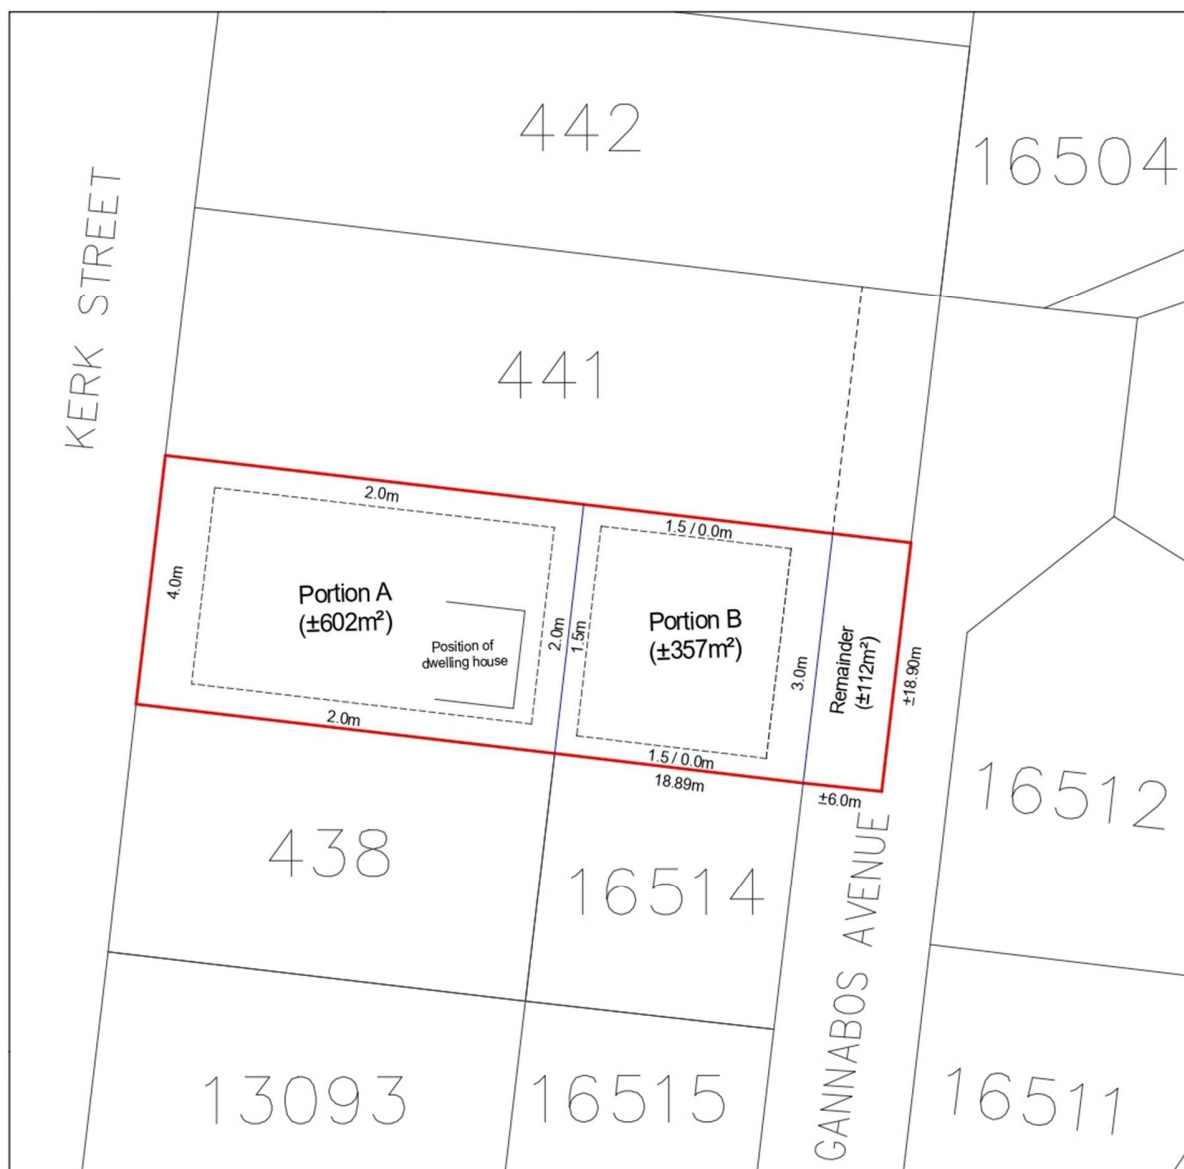 442
16504
KERK STREET
441
2.0m
1.5 / 0.0m
4.0m
Portion A
(±602m²)
Position of
dwelling house
2.0m
1.5m
Portion B
(±357m²)
3.0m
Remainder
(±112m²)
±18.90m
2.0m
1.5 / 0.0m
18.89m
±6.0m
438
16514
16512
GANNABOS AVENUE
13093
16515
16511